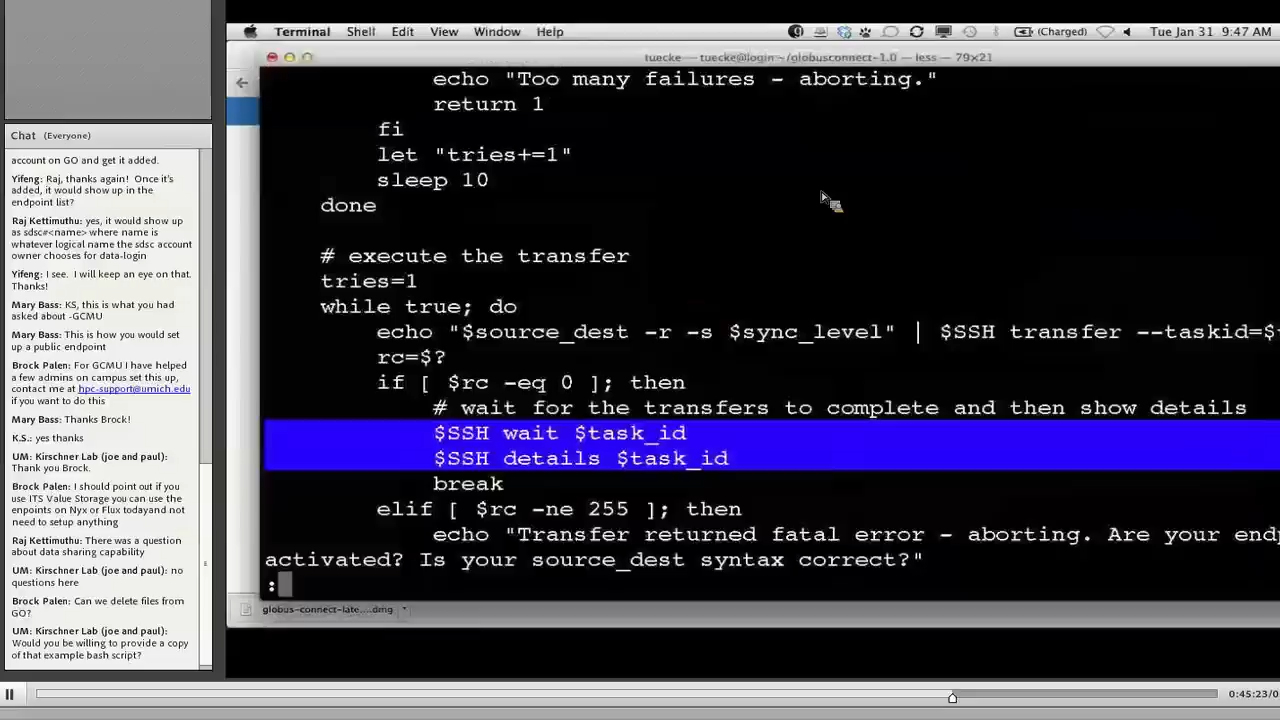 Terminal Shell Edit View Window Help (Charged) Tue Jan 31 9:47 AM
tuecke — tuecke@login:~/globusconnect-1.0 — less — 79×21
Chat (Everyone)
account on GO and get it added.
Yifeng: Raj, thanks again! Once it's
added, it would show up in the
endpoint list?
Raj Kettimuthu: yes, it would show up
as sdsc#<name> where name is
whatever logical name the sdsc account
owner chooses for data-login
Yifeng: I see. I will keep an eye on that.
Thanks!
Mary Bass: KS, this is what you had
asked about -GCMU
Mary Bass: This is how you would set
up a public endpoint
Brock Palen: For GCMU I have helped
a few admins on campus set this up,
contact me at hpc-support@umich.edu
if you want to do this
Mary Bass: Thanks Brock!
K.S.: yes thanks
UM: Kirschner Lab (joe and paul):
Thank you Brock.
Brock Palen: I should point out if you
use ITS Value Storage you can use the
enpoints on Nyx or Flux todayand not
need to setup anything
Raj Kettimuthu: There was a question
about data sharing capability
UM: Kirschner Lab (joe and paul): no
questions here
Brock Palen: Can we delete files from
GO?
UM: Kirschner Lab (joe and paul):
Would you be willing to provide a copy
of that example bash script?
echo "Too many failures - aborting."
return 1
fi
let "tries+=1"
sleep 10
done
# execute the transfer
tries=1
while true; do
echo "$source_dest -r -s $sync_level" | $SSH transfer --taskid=$
rc=$?
if [ $rc -eq 0 ]; then
# wait for the transfers to complete and then show details
$SSH wait $task_id
$SSH details $task_id
break
elif [ $rc -ne 255 ]; then
echo "Transfer returned fatal error - aborting. Are your end
activated? Is your source_dest syntax correct?"
:
globus-connect-late....dmg
0:45:23/0